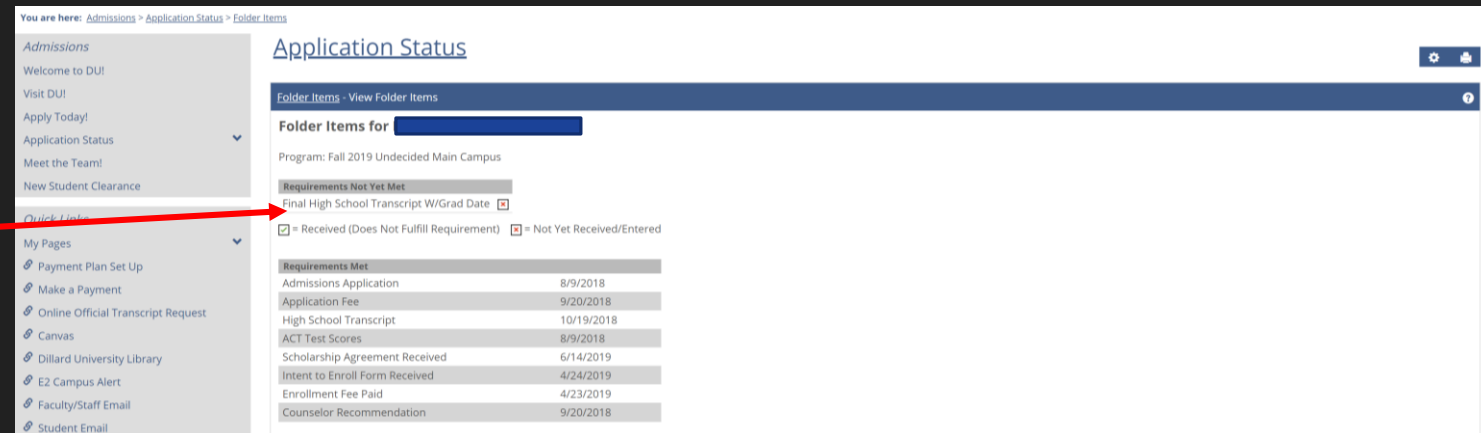 You are here: Admissions > Application Status > Folder Items
Admissions
Welcome to DU!
Visit DU!
Apply Today!
Application Status
Meet the Team!
New Student Clearance
Quick Links
My Pages
Payment Plan Set Up
Make a Payment
Online Official Transcript Request
Canvas
Dillard University Library
E2 Campus Alert
Faculty/Staff Email
Student Email
Application Status
Folder Items - View Folder Items
Folder Items for
Program: Fall 2019 Undecided Main Campus
Requirements Not Yet Met
Final High School Transcript W/Grad Date
= Received (Does Not Fulfill Requirement) = Not Yet Received/Entered
Requirements Met
Admissions Application 8/9/2018
Application Fee 9/20/2018
High School Transcript 10/19/2018
ACT Test Scores 8/9/2018
Scholarship Agreement Received 6/14/2019
Intent to Enroll Form Received 4/24/2019
Enrollment Fee Paid 4/23/2019
Counselor Recommendation 9/20/2018